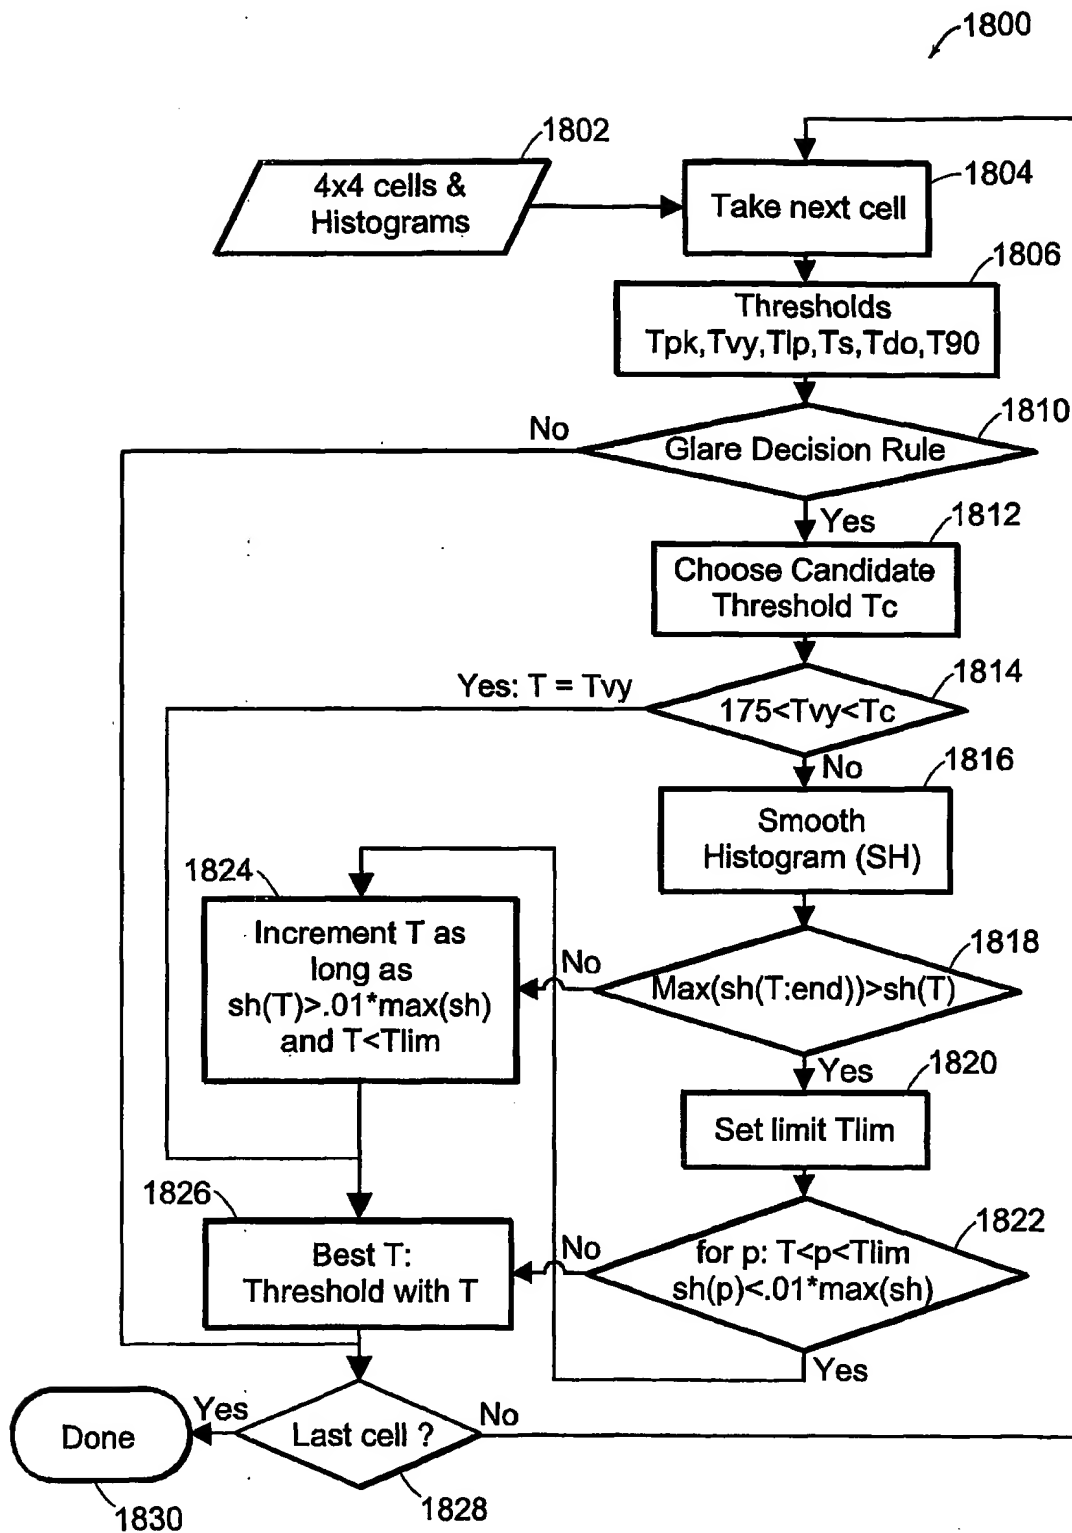 1800
1802
4x4 cells &
Histograms
1804
Take next cell
1806
Thresholds
Tpk,Tvy,Tlp,Ts,Tdo,T90
1810
No
Glare Decision Rule
Yes
1812
Choose Candidate
Threshold Tc
1814
Yes: T = Tvy
175<Tvy<Tc
No
1816
Smooth
Histogram (SH)
1824
Increment T as
long as
sh(T)>.01*max(sh)
and T<Tlim
1818
No
Max(sh(T:end))>sh(T)
Yes
1820
Set limit Tlim
1826
Best T:
Threshold with T
1822
No
for p: T<p<Tlim
sh(p)<.01*max(sh)
Yes
Yes
Done
Last cell ?
No
1828
1830